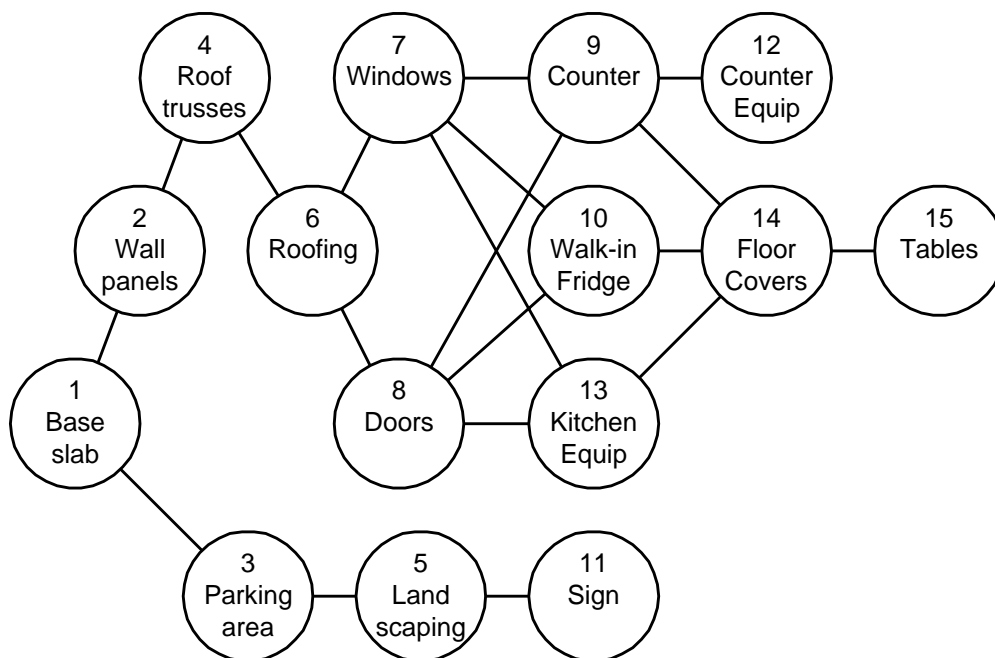 4
Roof
trusses
7
Windows
9
Counter
12
Counter
Equip
2
Wall
panels
6
Roofing
10
Walk-in
Fridge
14
Floor
Covers
15
Tables
1
Base
slab
8
Doors
13
Kitchen
Equip
3
Parking
area
5
Land
scaping
11
Sign